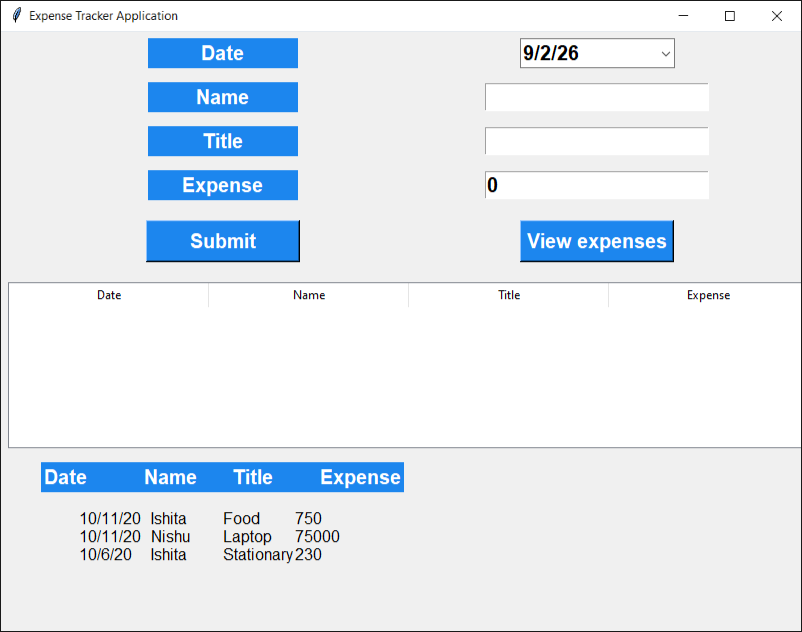 Expense Tracker Application
Date 9/2/26
Name
Title
Expense 0
Submit View expenses
Date Name Title Expense
Date Name Title Expense
10/11/20 Ishita Food 750
10/11/20 Nishu Laptop 75000
10/6/20 Ishita Stationary 230